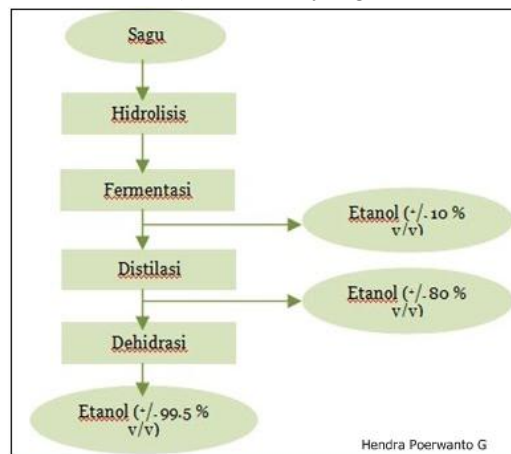 Sagu
Hidrolisis
Fermentasi
Etanol (+/- 10 %
v/v)
Distilasi
Etanol (+/- 80 %
v/v)
Dehidrasi
Etanol (+/- 99.5 %
v/v)
Hendra Poerwanto G